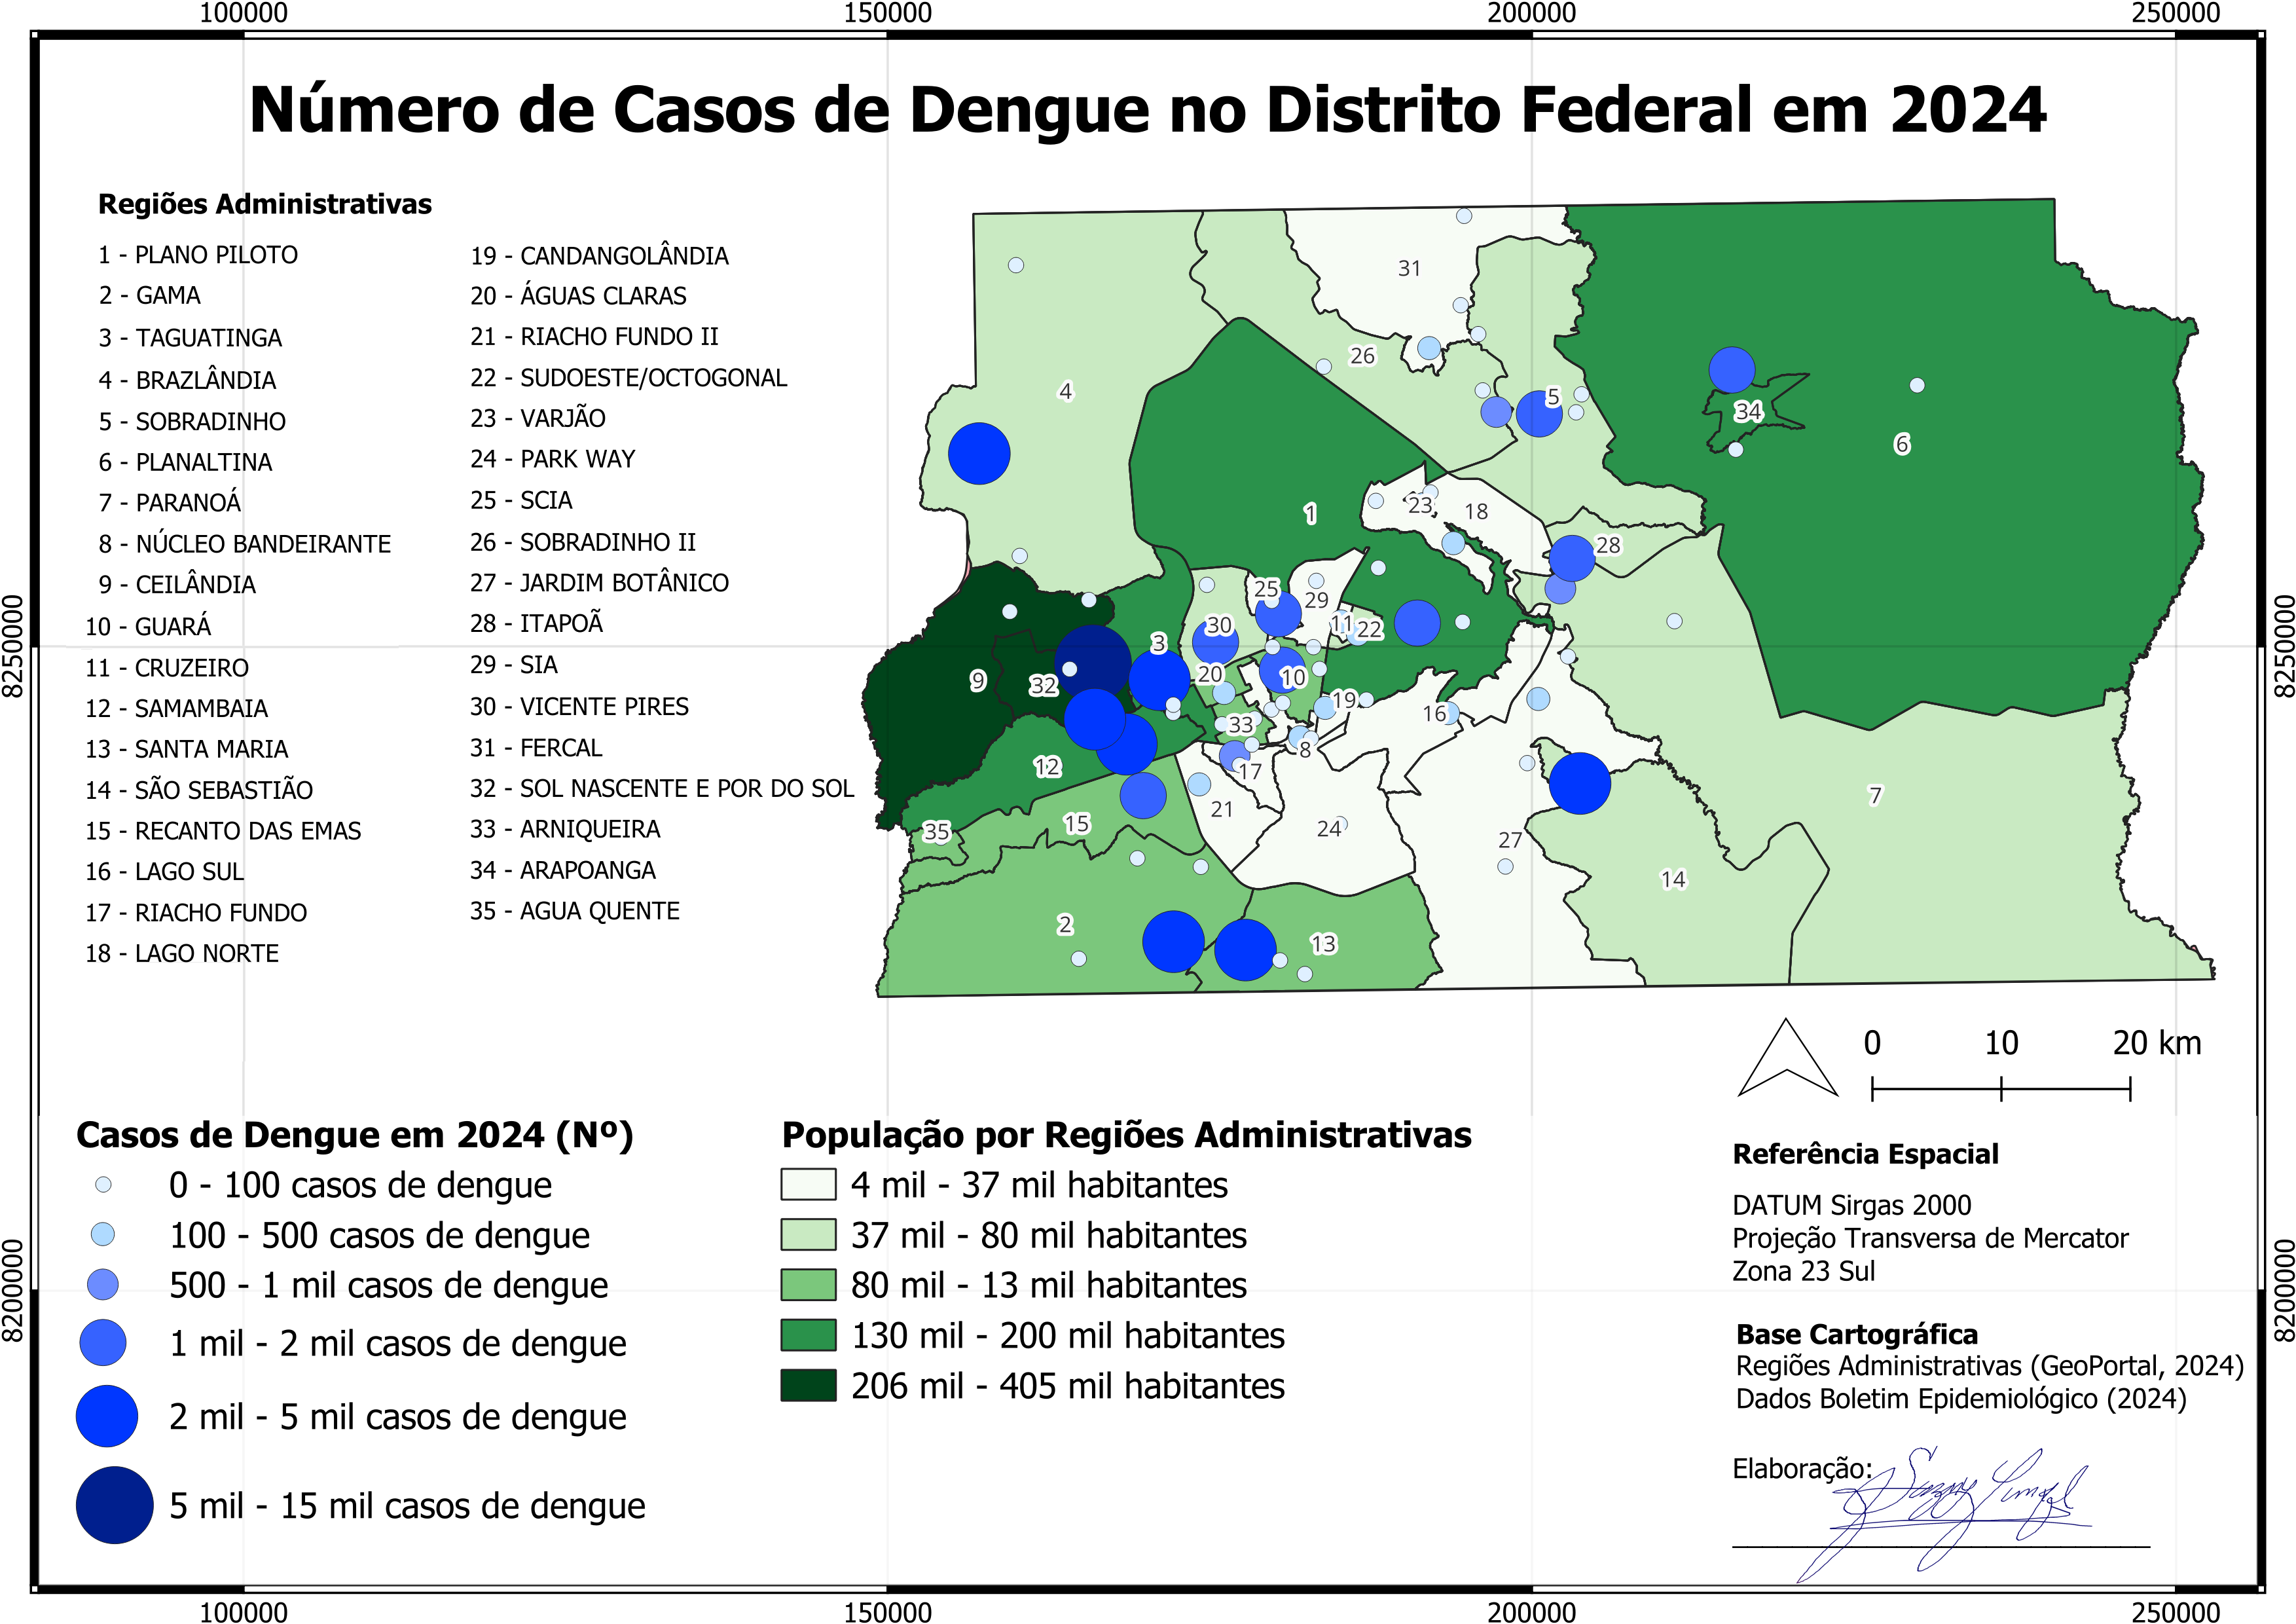 100000 150000 200000 250000
Número de Casos de Dengue no Distrito Federal em 2024
Regiões Administrativas
1 - PLANO PILOTO
2 - GAMA
3 - TAGUATINGA
4 - BRAZLÂNDIA
5 - SOBRADINHO
6 - PLANALTINA
7 - PARANOÁ
8 - NÚCLEO BANDEIRANTE
9 - CEILÂNDIA
10 - GUARÁ
11 - CRUZEIRO
12 - SAMAMBAIA
13 - SANTA MARIA
14 - SÃO SEBASTIÃO
15 - RECANTO DAS EMAS
16 - LAGO SUL
17 - RIACHO FUNDO
18 - LAGO NORTE
19 - CANDANGOLÂNDIA
20 - ÁGUAS CLARAS
21 - RIACHO FUNDO II
22 - SUDOESTE/OCTOGONAL
23 - VARJÃO
24 - PARK WAY
25 - SCIA
26 - SOBRADINHO II
27 - JARDIM BOTÂNICO
28 - ITAPOÃ
29 - SIA
30 - VICENTE PIRES
31 - FERCAL
32 - SOL NASCENTE E POR DO SOL
33 - ARNIQUEIRA
34 - ARAPOANGA
35 - AGUA QUENTE
31
26
4
5
34
6
1
23
18
28
25
29
30
11
22
3
9
32
20
10
19
16
33
8
12
17
7
21
15
35
24
27
14
2
13
8250000
8250000
0 10 20 km
Casos de Dengue em 2024 (Nº)
0 - 100 casos de dengue
100 - 500 casos de dengue
500 - 1 mil casos de dengue
1 mil - 2 mil casos de dengue
2 mil - 5 mil casos de dengue
5 mil - 15 mil casos de dengue
População por Regiões Administrativas
4 mil - 37 mil habitantes
37 mil - 80 mil habitantes
80 mil - 13 mil habitantes
130 mil - 200 mil habitantes
206 mil - 405 mil habitantes
Referência Espacial
DATUM Sirgas 2000
Projeção Transversa de Mercator
Zona 23 Sul
Base Cartográfica
Regiões Administrativas (GeoPortal, 2024)
Dados Boletim Epidemiológico (2024)
Elaboração:
8200000
8200000
100000 150000 200000 250000